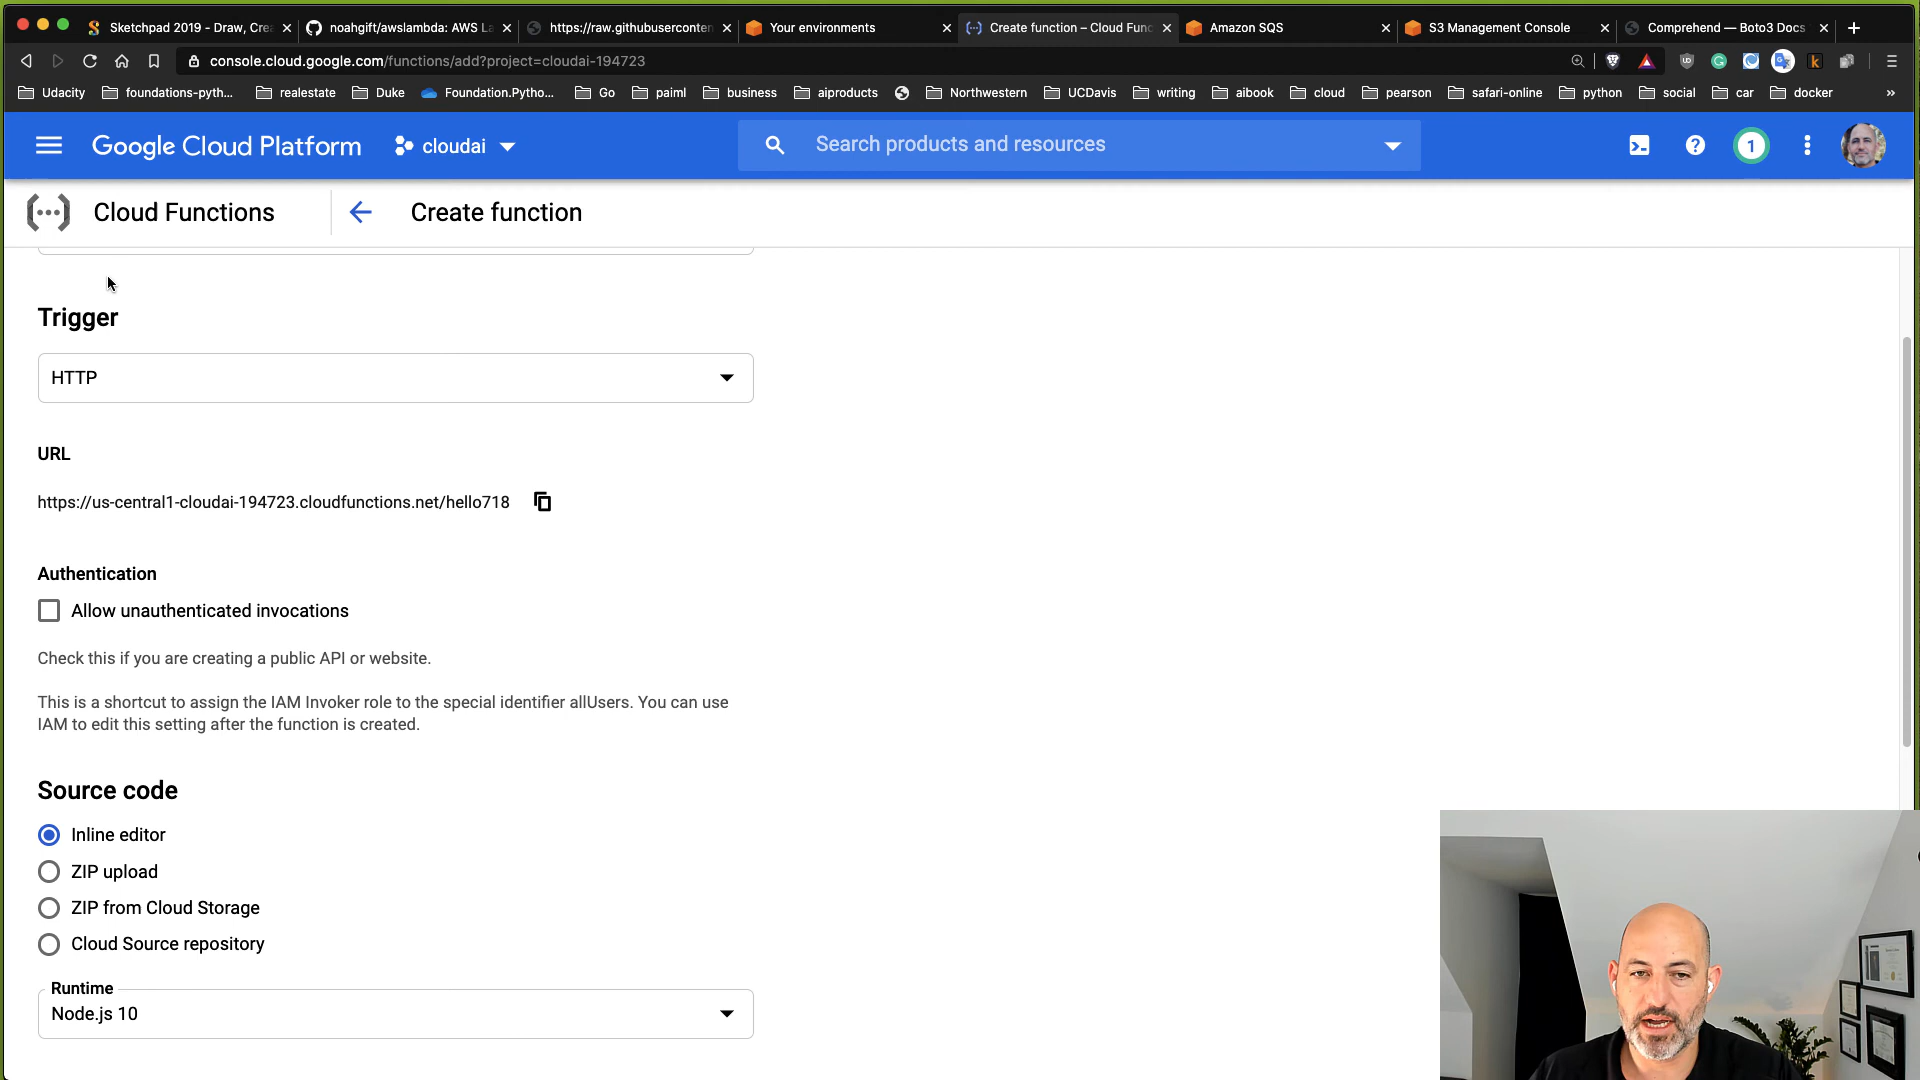 Sketchpad 2019 - Draw, Crea
noahgift/awslambda: AWS La
https://raw.githubuserconten
Your environments
Create function – Cloud Func
Amazon SQS
S3 Management Console
Comprehend — Boto3 Docs
console.cloud.google.com/functions/add?project=cloudai-194723
Udacity
foundations-pyth...
realestate
Duke
Foundation.Pytho...
Go
paiml
business
aiproducts
Northwestern
UCDavis
writing
aibook
cloud
pearson
safari-online
python
social
car
docker
»
Google Cloud Platform
cloudai
Search products and resources
1
Cloud Functions
Create function
Trigger
HTTP
URL
https://us-central1-cloudai-194723.cloudfunctions.net/hello718
Authentication
Allow unauthenticated invocations
Check this if you are creating a public API or website.
This is a shortcut to assign the IAM Invoker role to the special identifier allUsers. You can use
IAM to edit this setting after the function is created.
Source code
Inline editor
ZIP upload
ZIP from Cloud Storage
Cloud Source repository
Runtime
Node.js 10